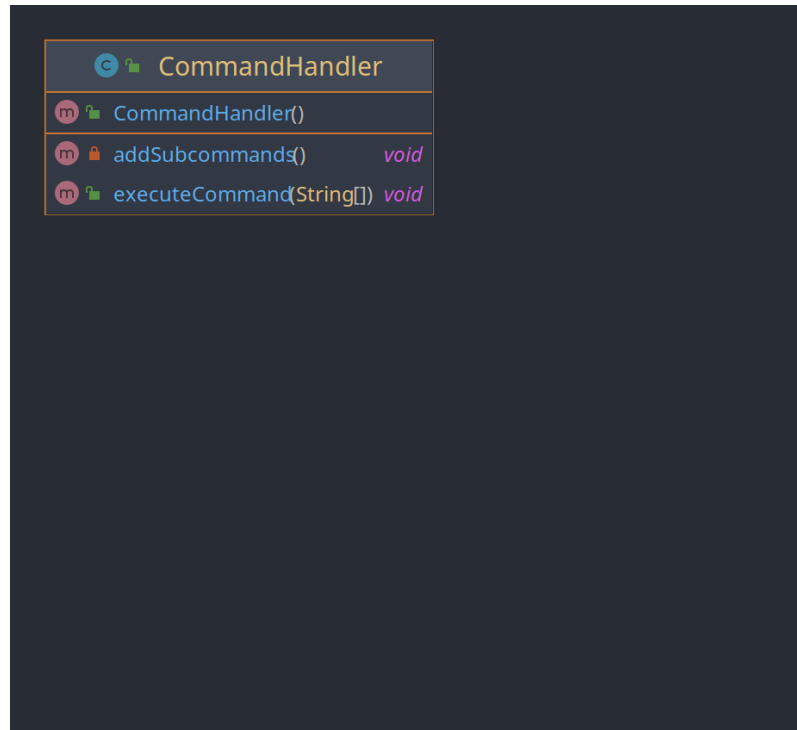 C CommandHandler
m CommandHandler()
m addSubcommands() void
m executeCommand(String[]) void